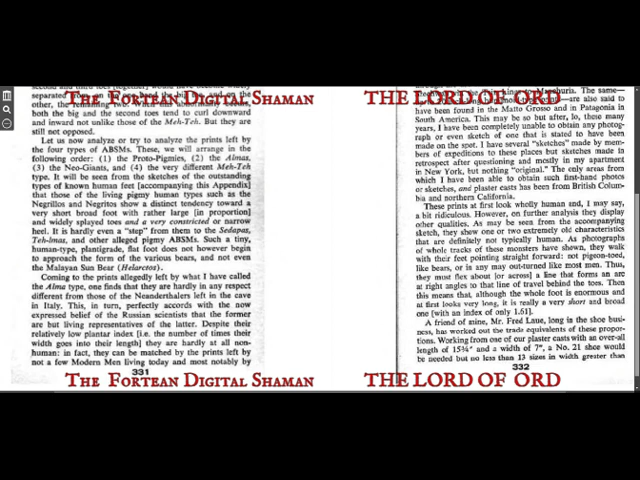 The Fortean Digital Shaman
other, the remaining two.
both the big and the second toes tend to curl downward
and inward not unlike those of the Meh-Teh. But they are
still not opposed.
Let us now analyze or try to analyze the prints left by
the four types of ABSMs. These, we will arrange in the
following order: (1) the Proto-Pigmies, (2) the Almas,
(3) the Neo-Giants, and (4) the very different Meh-Teh
type. It will be seen from the sketches of the outstanding
types of known human feet [accompanying this Appendix]
that those of the living pigmy human types such as the
Negrillos and Negritos show a distinct tendency toward a
very short broad foot with rather large [in proportion]
and widely splayed toes and a very constricted or narrow
heel. It is hardly even a "step" from them to the Sedapas,
Teh-lmas, and other alleged pigmy ABSMs. Such a tiny,
human-type, plantigrade, flat foot does not however begin
to approach the form of the various bears, and not even
the Malayan Sun Bear (Helarctos).
Coming to the prints allegedly left by what I have called
the Alma type, one finds that they are hardly in any respect
different from those of the Neanderthalers left in the cave
in Italy. This, in turn, perfectly accords with the now
expressed belief of the Russian scientists that the former
are but living representatives of the latter. Despite their
relatively low plantar index [i.e. the number of times their
width goes into their length] they are hardly at all non-
human: in fact, they can be matched by the prints left by
not a few Modern Men living today and most notably by
331
The Fortean Digital Shaman
THE LORD OF ORD
The same—
are also said to
have been found in the Matto Grosso and in Patagonia in
South America. This may be so but after, lo, these many
years, I have been completely unable to obtain any photog-
raph or even sketch of one that is stated to have been
made on the spot. I have several "sketches" made by mem-
bers of expeditions to these places but sketches made in
retrospect after questioning and mostly in my apartment
in New York, but nothing "original." The only areas from
which I have been able to obtain such first-hand photos
or sketches, and plaster casts has been from British Colum-
bia and northern California.
These prints at first look wholly human and, I may say,
a bit ridiculous. However, on further analysis they display
other qualities. As may be seen from the accompanying
sketch, they shew one or two extremely old characteristics
that are definitely not typically human. As photographs
of whole tracks of these monsters have shown, they walk
with their feet pointing straight forward: not pigeon-toed,
like bears, or is any may out-turned like most men. Thus,
they must flex about [or across] a line that forms an arc
at right angles to that line of travel behind the toes. Then
this means that, although the whole foot is enormous and
at first looks very long, it is really a very short and broad
one [with an index of only 1.61].
A friend of mine, Mr. Fred Laue, long is the shoe busi-
ness, has worked out the trade equivalents of these propor-
tions. Working from one of our plaster casts with an over-all
length of 15¾" and a width of 7", a No. 21 shoe would
be needed but no less than 13 sizes in width greater than
332
THE LORD OF ORD